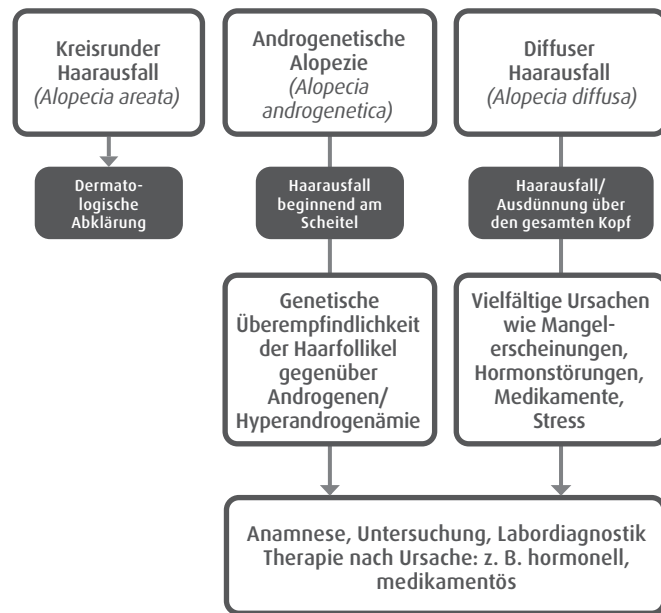 Kreisrunder
Haarausfall
(Alopecia areata)
Dermato-
logische
Abklärung
Androgenetische
Alopezie
(Alopecia
androgenetica)
Haarausfall
beginnend am
Scheitel
Genetische
Überempfindlichkeit
der Haarfollikel
gegenüber
Androgenen/
Hyperandrogenämie
Diffuser
Haarausfall
(Alopecia diffusa)
Haarausfall/
Ausdünnung über
den gesamten Kopf
Vielfältige Ursachen
wie Mangel-
erscheinungen,
Hormonstörungen,
Medikamente,
Stress
Anamnese, Untersuchung, Labordiagnostik
Therapie nach Ursache: z. B. hormonell,
medikamentös